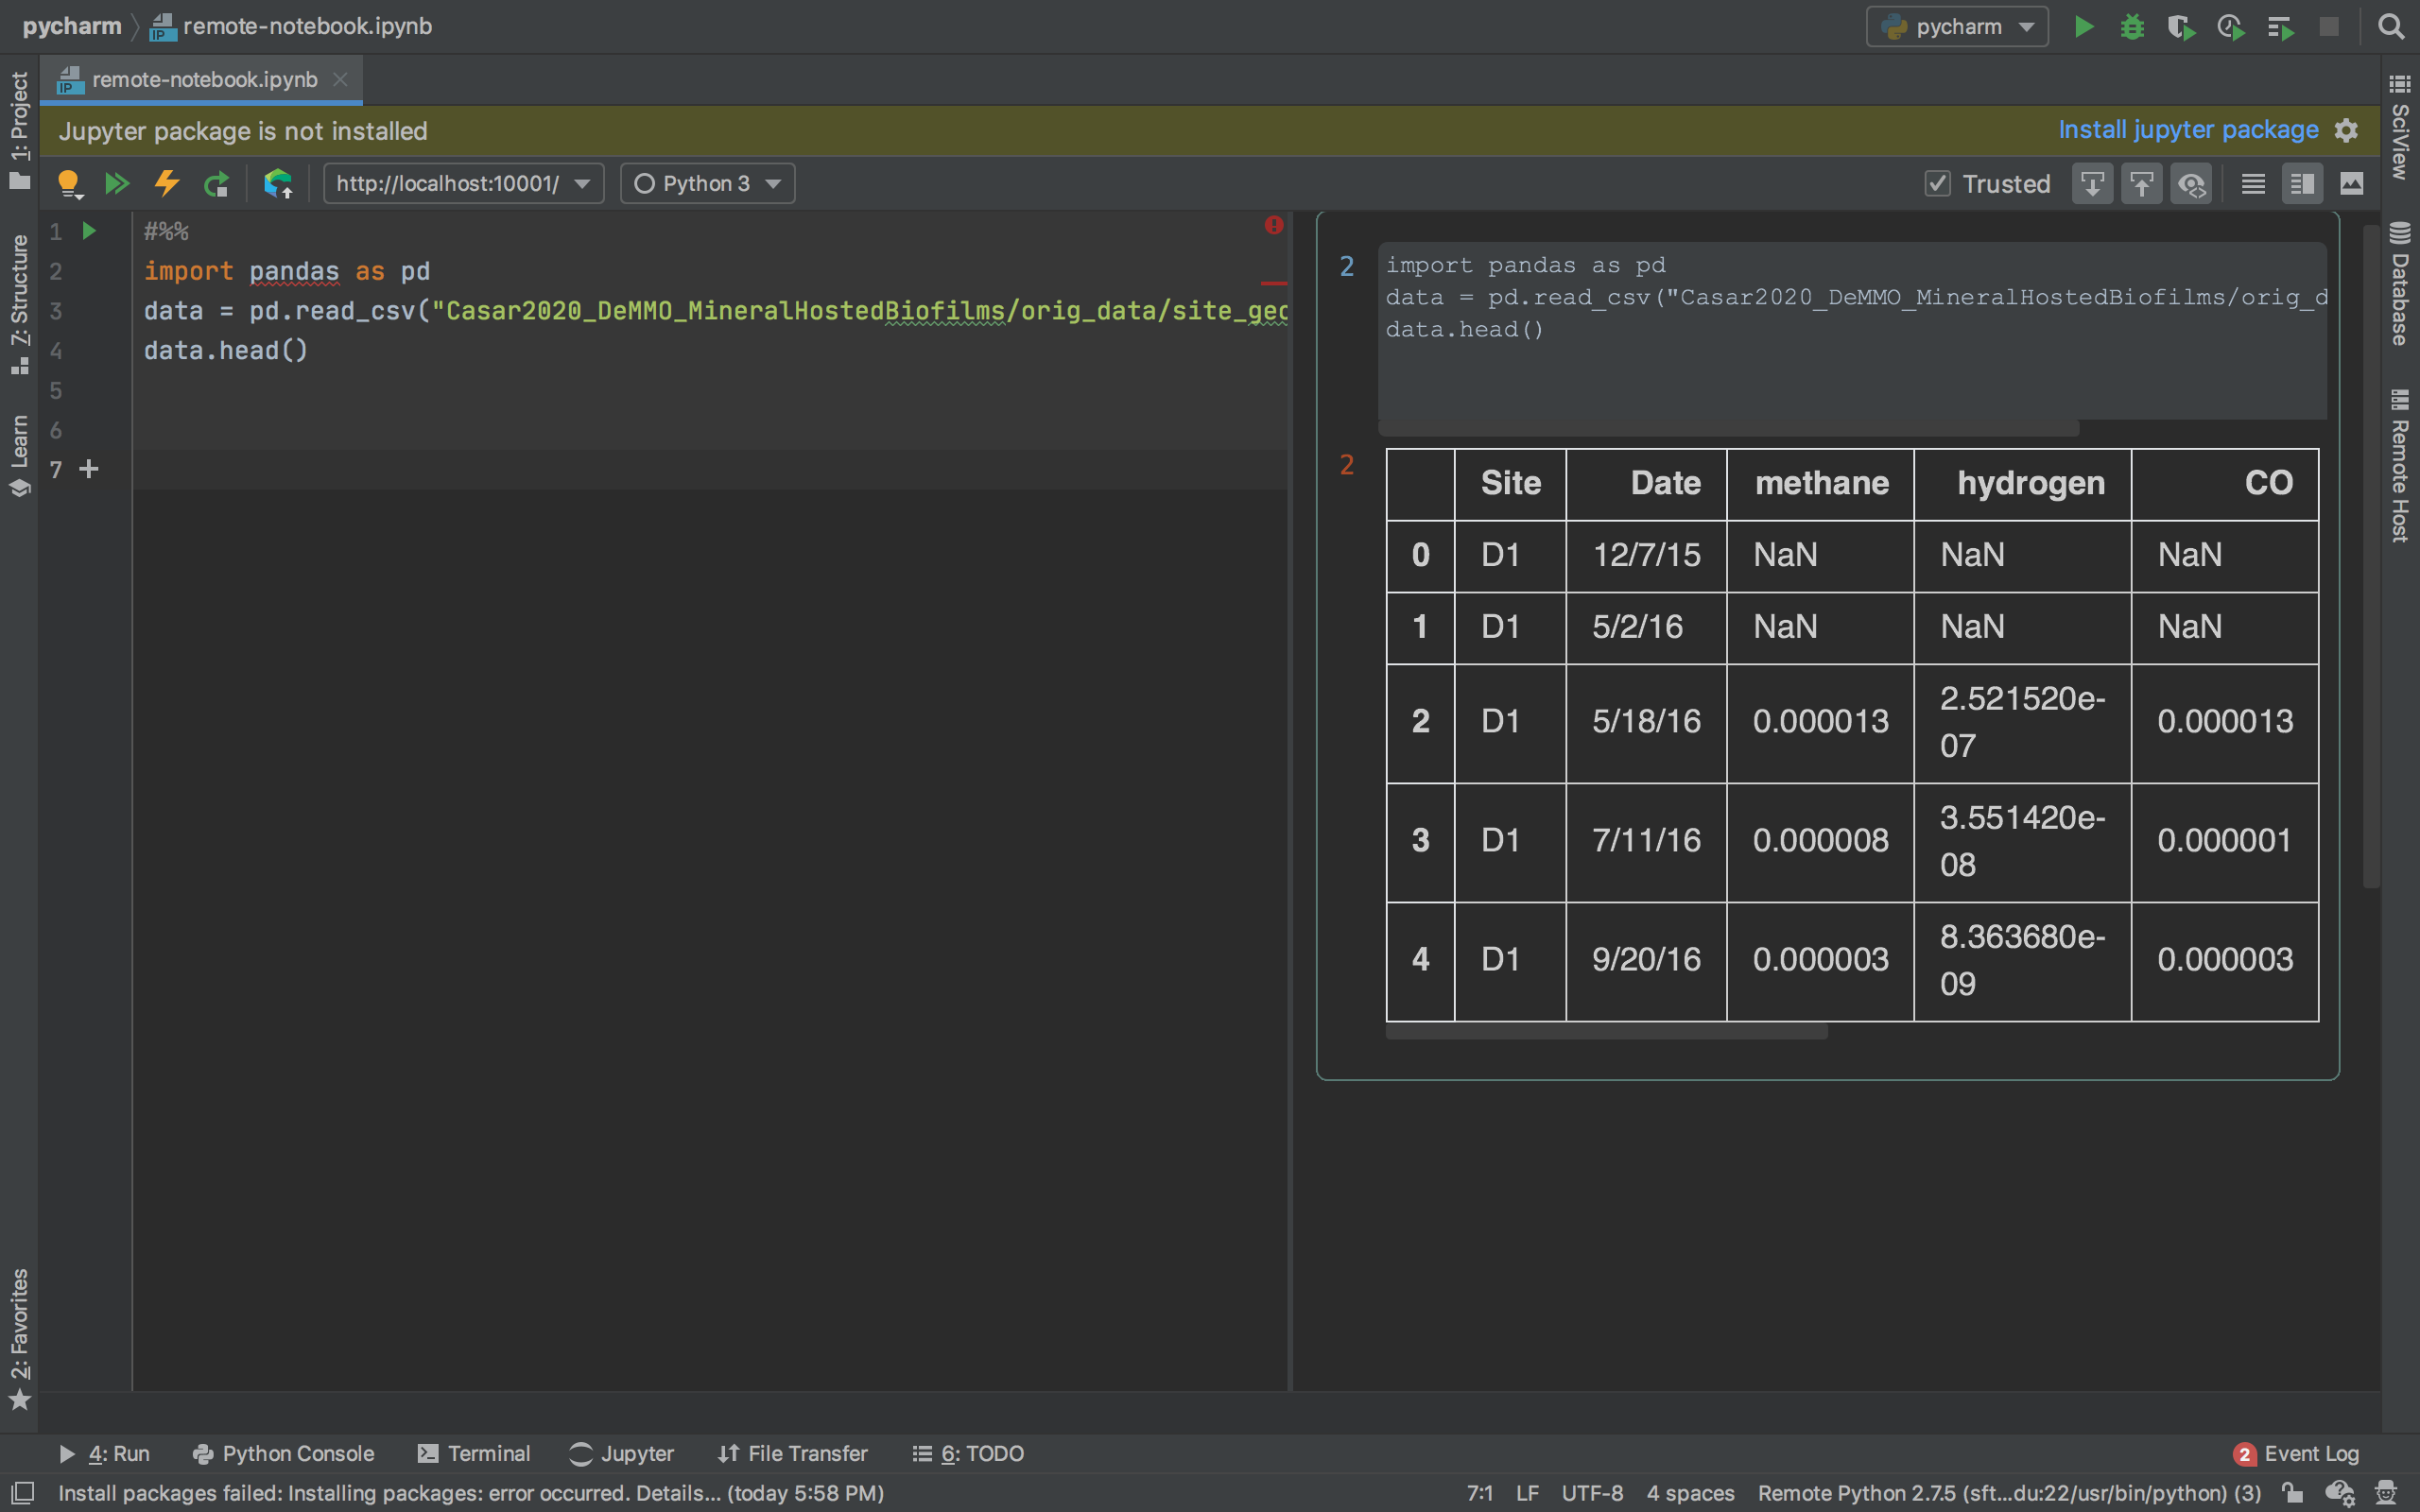 pycharm remote-notebook.ipynb pycharm
remote-notebook.ipynb
Jupyter package is not installed Install jupyter package
http://localhost:10001/ Python 3 Trusted
1: Project
Z: Structure
Learn
2: Favorites
1 #%%
2 import pandas as pd
3 data = pd.read_csv("Casar2020_DeMMO_MineralHostedBiofilms/orig_data/site_geo
4 data.head()
5
6
7
2 import pandas as pd
data = pd.read_csv("Casar2020_DeMMO_MineralHostedBiofilms/orig_d
data.head()
2
Site Date methane hydrogen CO
0 D1 12/7/15 NaN NaN NaN
1 D1 5/2/16 NaN NaN NaN
2 D1 5/18/16 0.000013 2.521520e-07 0.000013
3 D1 7/11/16 0.000008 3.551420e-08 0.000001
4 D1 9/20/16 0.000003 8.363680e-09 0.000003
SciView
Database
Remote Host
4: Run Python Console Terminal Jupyter File Transfer 6: TODO 2 Event Log
Install packages failed: Installing packages: error occurred. Details... (today 5:58 PM) 7:1 LF UTF-8 4 spaces Remote Python 2.7.5 (sft...du:22/usr/bin/python) (3)